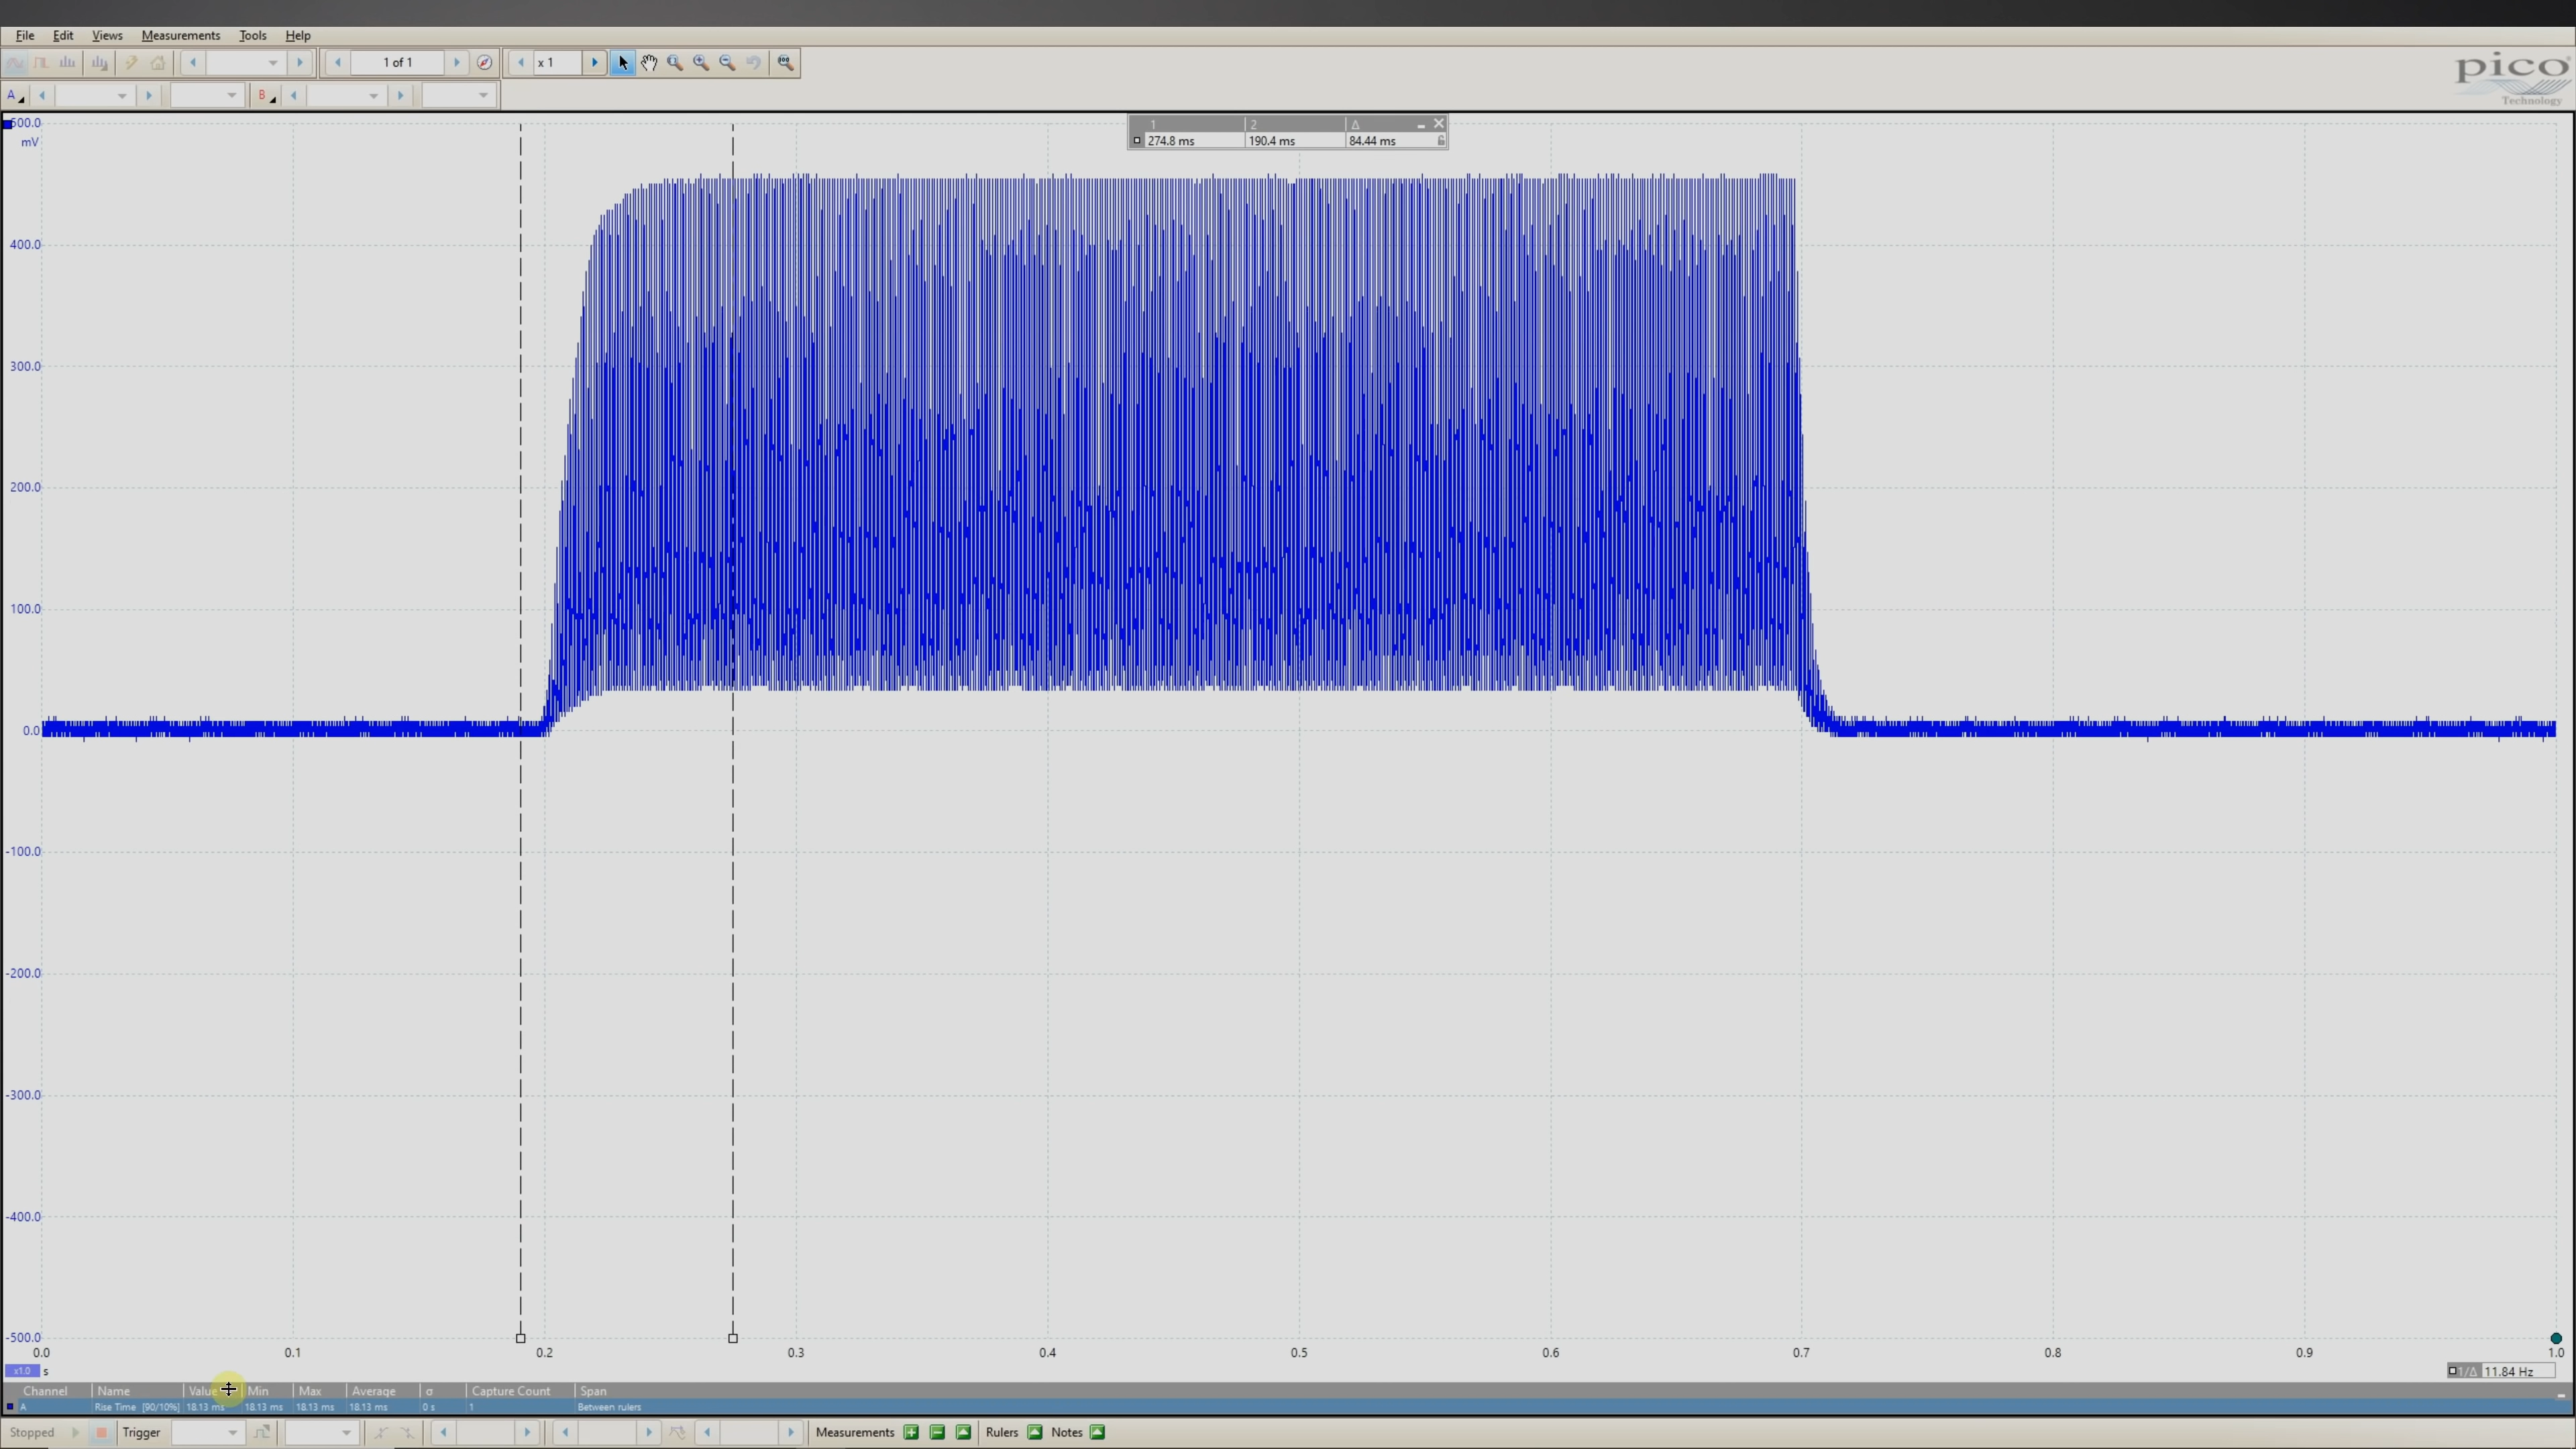 File Edit Views Measurements Tools Help
1 of 1 x 1
pico
Technology
A B
500.0
mV
1 2 Δ
274.8 ms 190.4 ms 84.44 ms
400.0
300.0
200.0
100.0
0.0
-100.0
-200.0
-300.0
-400.0
-500.0
0.0 0.1 0.2 0.3 0.4 0.5 0.6 0.7 0.8 0.9 1.0
x1.0 s 1/Δ 11.84 Hz
Channel Name Value Min Max Average σ Capture Count Span
A Rise Time [90/10%] 18.13 ms 18.13 ms 18.13 ms 18.13 ms 0 s 1 Between rulers
Stopped Trigger Measurements Rulers Notes